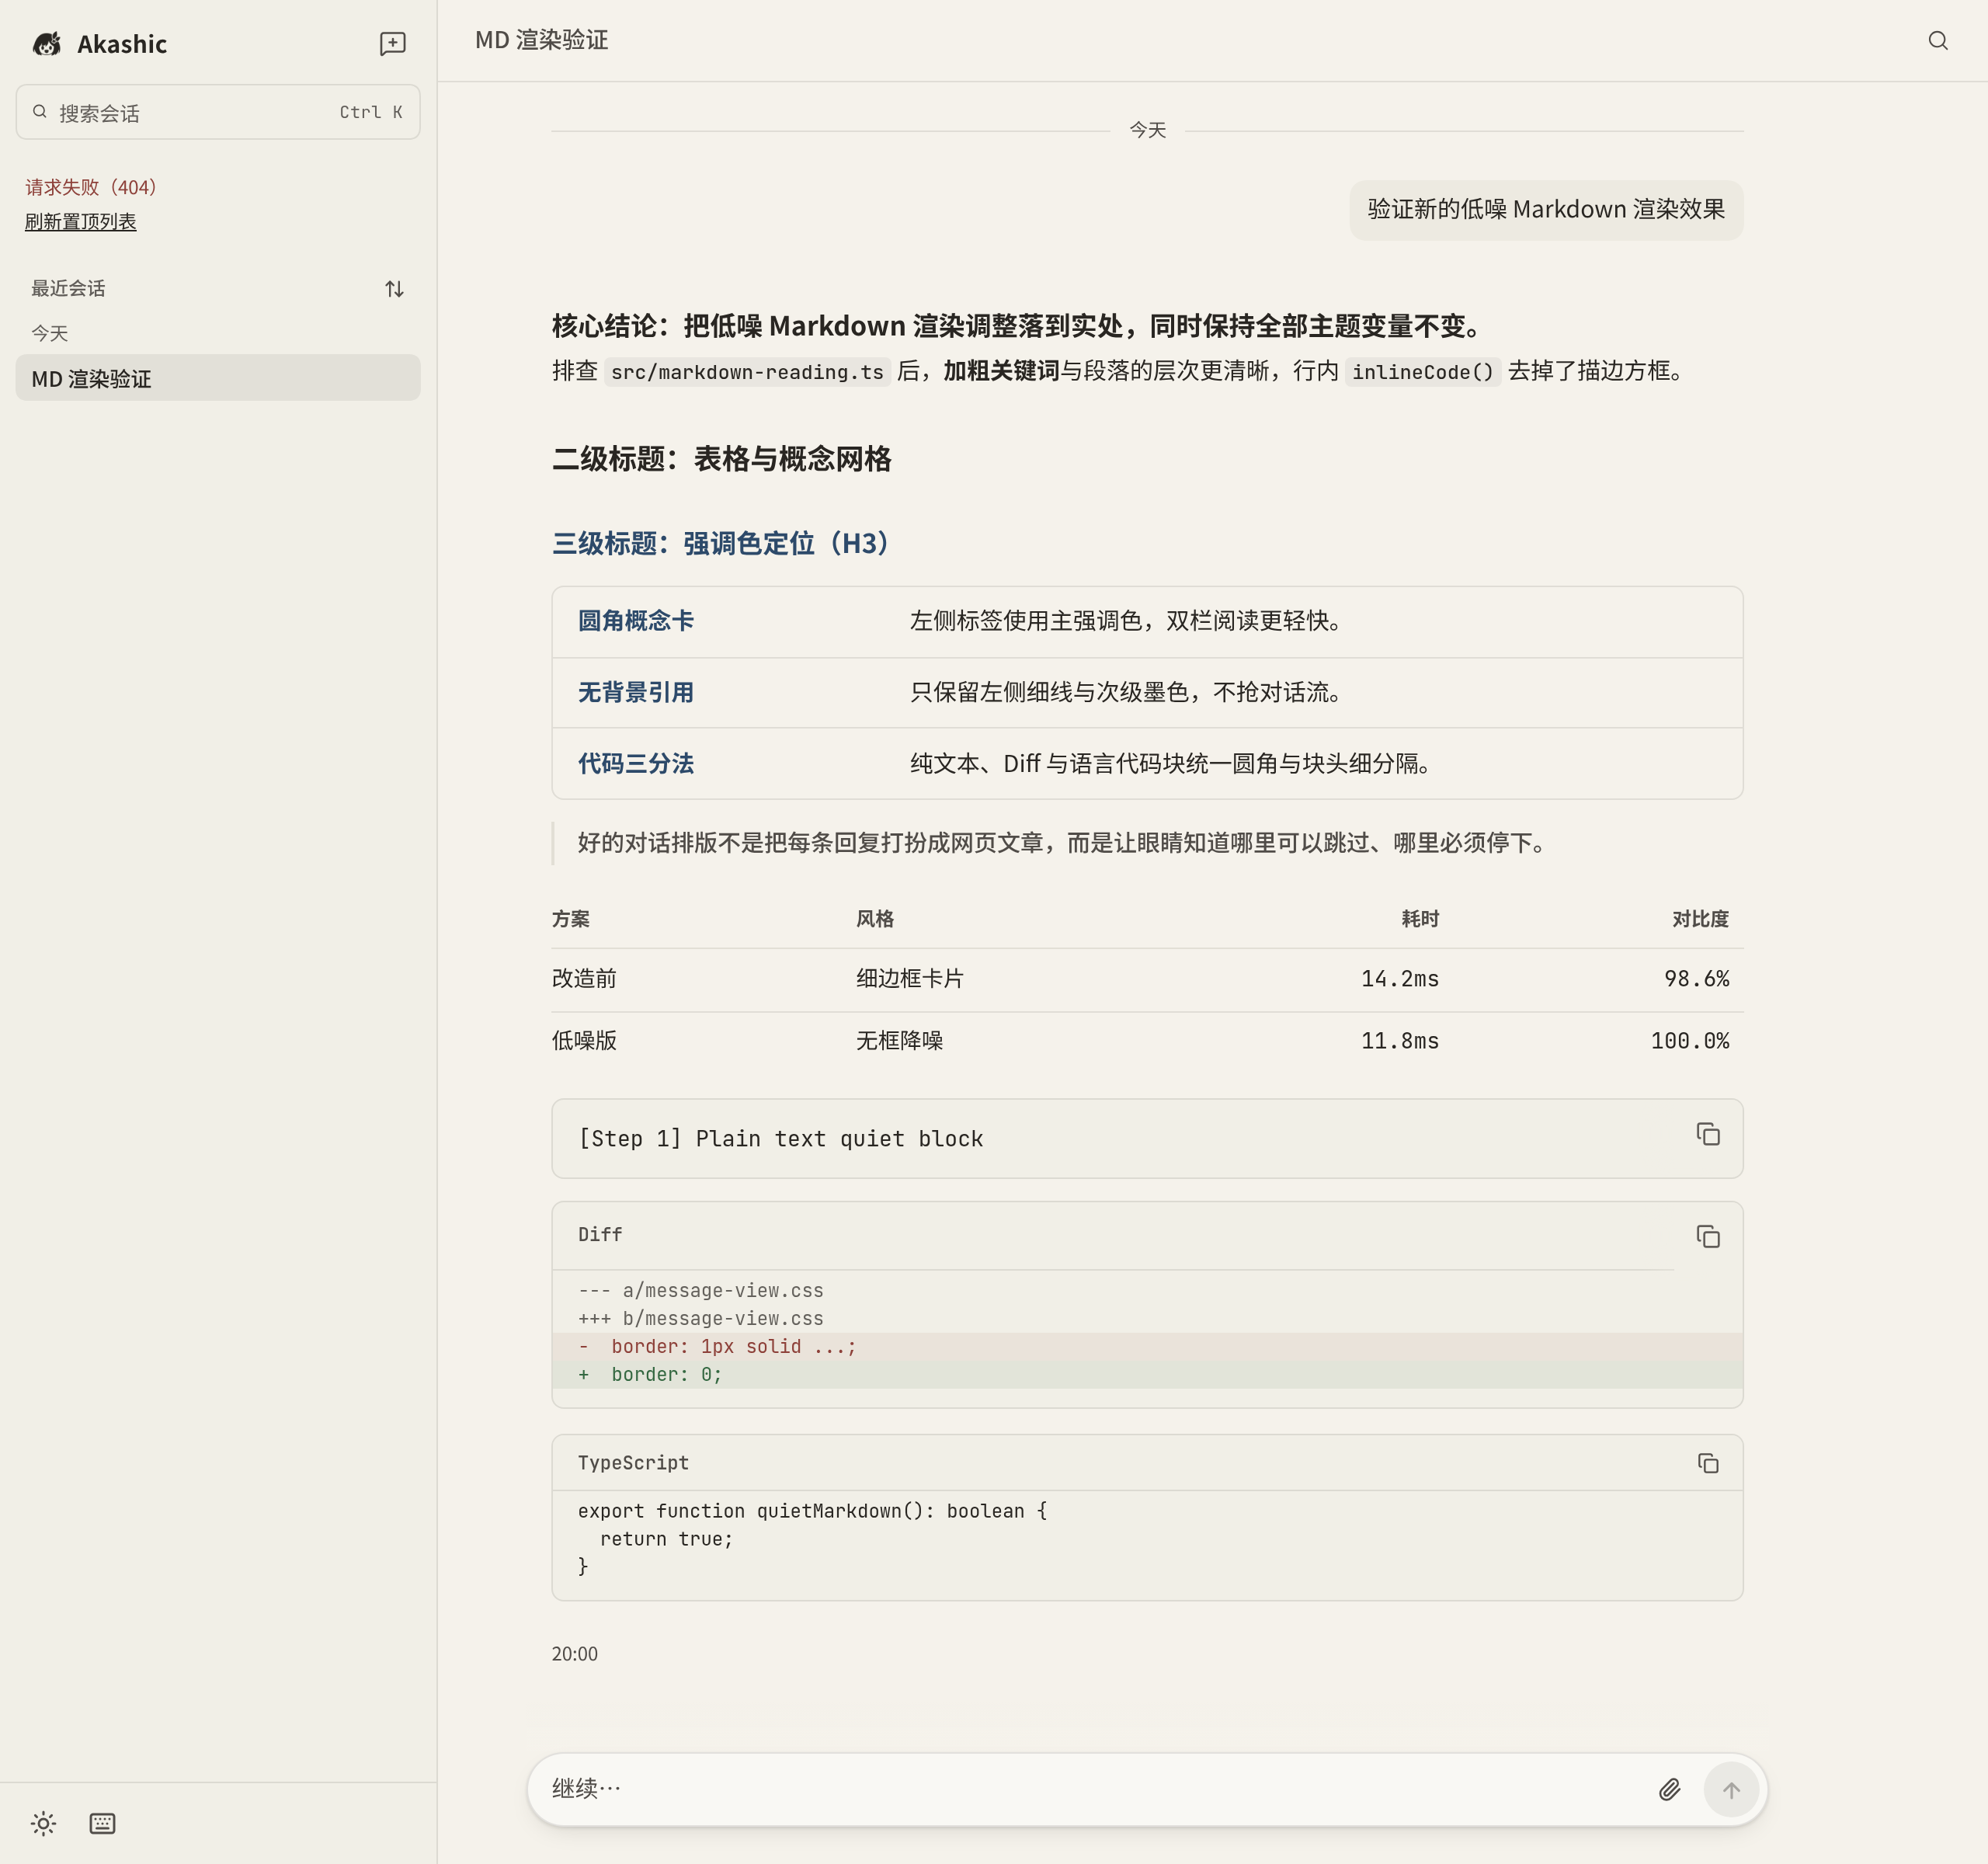 Akashic
搜索会话 Ctrl K
请求失败（404）
刷新置顶列表
最近会话
今天
MD 渲染验证
MD 渲染验证
今天
验证新的低噪 Markdown 渲染效果
核心结论：把低噪 Markdown 渲染调整落到实处，同时保持全部主题变量不变。
排查 src/markdown-reading.ts 后，加粗关键词与段落的层次更清晰，行内 inlineCode() 去掉了描边方框。
二级标题：表格与概念网格
三级标题：强调色定位（H3）
圆角概念卡 左侧标签使用主强调色，双栏阅读更轻快。
无背景引用 只保留左侧细线与次级墨色，不抢对话流。
代码三分法 纯文本、Diff 与语言代码块统一圆角与块头细分隔。
好的对话排版不是把每条回复打扮成网页文章，而是让眼睛知道哪里可以跳过、哪里必须停下。
方案 风格 耗时 对比度
改造前 细边框卡片 14.2ms 98.6%
低噪版 无框降噪 11.8ms 100.0%
[Step 1] Plain text quiet block
Diff
--- a/message-view.css
+++ b/message-view.css
-  border: 1px solid ...;
+  border: 0;
TypeScript
export function quietMarkdown(): boolean {
  return true;
}
20:00
继续…